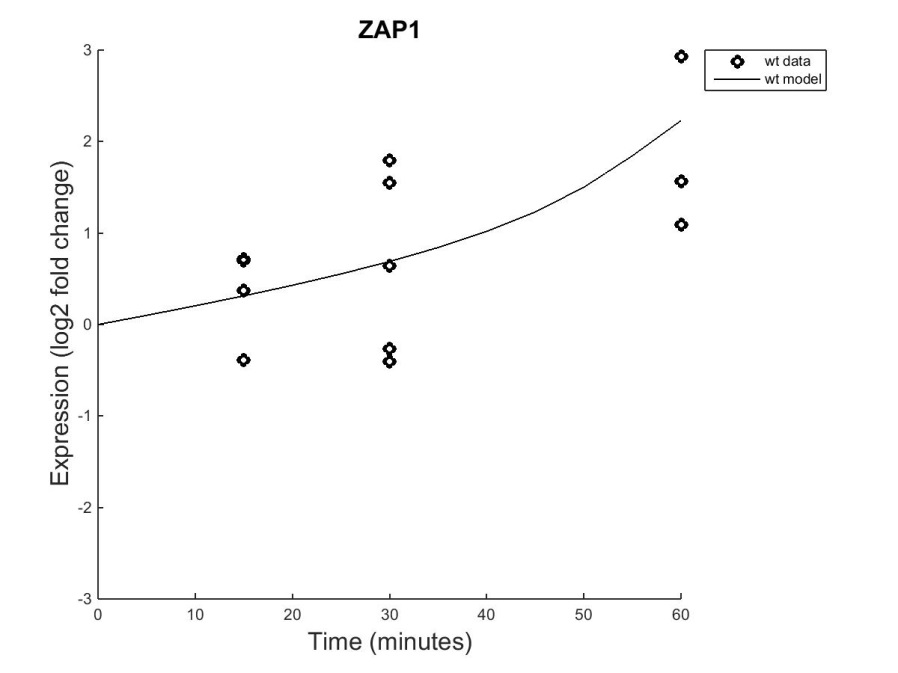 ZAP1
wt data
wt model
Expression (log2 fold change)
3
2
1
0
-1
-2
-3
0 10 20 30 40 50 60
Time (minutes)